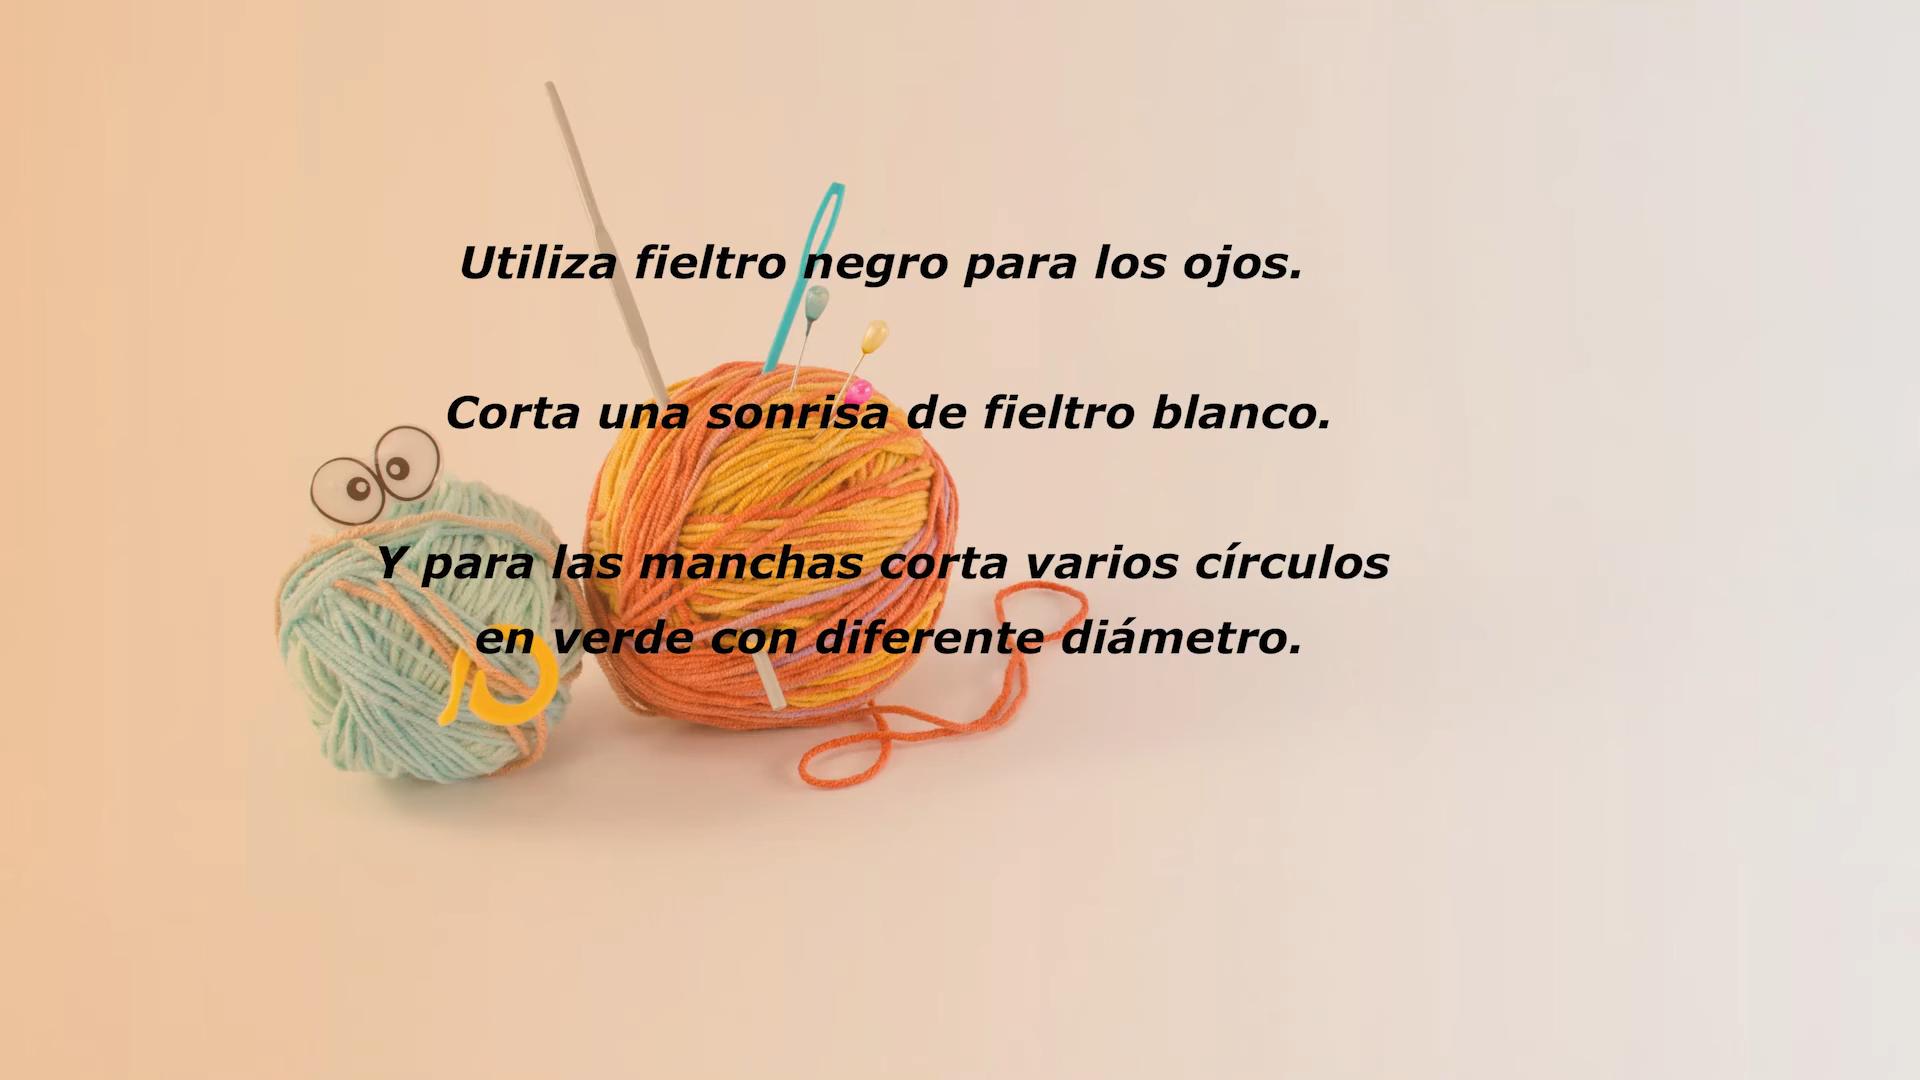 Utiliza fieltro negro para los ojos.
Corta una sonrisa de fieltro blanco.
Y para las manchas corta varios círculos
en verde con diferente diámetro.